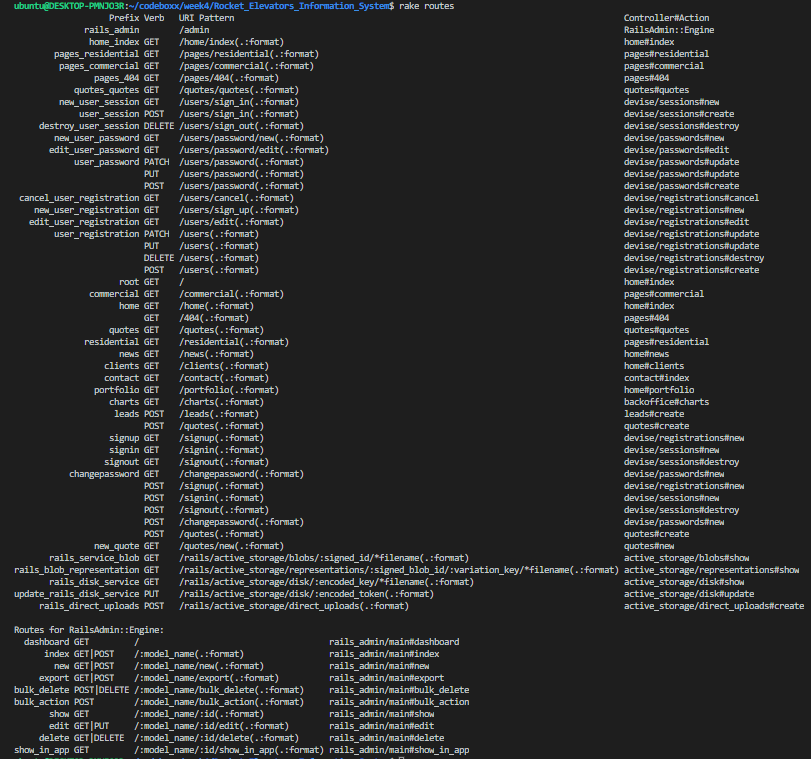 ubuntu@DESKTOP-PMNJO3R:~/codeboxx/week4/Rocket_Elevators_Information_System$ rake routes
Prefix Verb URI Pattern Controller#Action
rails_admin /admin RailsAdmin::Engine
home_index GET /home/index(.:format) home#index
pages_residential GET /pages/residential(.:format) pages#residential
pages_commercial GET /pages/commercial(.:format) pages#commercial
pages_404 GET /pages/404(.:format) pages#404
quotes_quotes GET /quotes/quotes(.:format) quotes#quotes
new_user_session GET /users/sign_in(.:format) devise/sessions#new
user_session POST /users/sign_in(.:format) devise/sessions#create
destroy_user_session DELETE /users/sign_out(.:format) devise/sessions#destroy
new_user_password GET /users/password/new(.:format) devise/passwords#new
edit_user_password GET /users/password/edit(.:format) devise/passwords#edit
user_password PATCH /users/password(.:format) devise/passwords#update
PUT /users/password(.:format) devise/passwords#update
POST /users/password(.:format) devise/passwords#create
cancel_user_registration GET /users/cancel(.:format) devise/registrations#cancel
new_user_registration GET /users/sign_up(.:format) devise/registrations#new
edit_user_registration GET /users/edit(.:format) devise/registrations#edit
user_registration PATCH /users(.:format) devise/registrations#update
PUT /users(.:format) devise/registrations#update
DELETE /users(.:format) devise/registrations#destroy
POST /users(.:format) devise/registrations#create
root GET / home#index
commercial GET /commercial(.:format) pages#commercial
home GET /home(.:format) home#index
GET /404(.:format) pages#404
quotes GET /quotes(.:format) quotes#quotes
residential GET /residential(.:format) pages#residential
news GET /news(.:format) home#news
clients GET /clients(.:format) home#clients
contact GET /contact(.:format) contact#index
portfolio GET /portfolio(.:format) home#portfolio
charts GET /charts(.:format) backoffice#charts
leads POST /leads(.:format) leads#create
POST /quotes(.:format) quotes#create
signup GET /signup(.:format) devise/registrations#new
signin GET /signin(.:format) devise/sessions#new
signout GET /signout(.:format) devise/sessions#destroy
changepassword GET /changepassword(.:format) devise/passwords#new
POST /signup(.:format) devise/registrations#new
POST /signin(.:format) devise/sessions#new
POST /signout(.:format) devise/sessions#destroy
POST /changepassword(.:format) devise/passwords#new
POST /quotes(.:format) quotes#create
new_quote GET /quotes/new(.:format) quotes#new
rails_service_blob GET /rails/active_storage/blobs/:signed_id/*filename(.:format) active_storage/blobs#show
rails_blob_representation GET /rails/active_storage/representations/:signed_blob_id/:variation_key/*filename(.:format) active_storage/representations#show
rails_disk_service GET /rails/active_storage/disk/:encoded_key/*filename(.:format) active_storage/disk#show
update_rails_disk_service PUT /rails/active_storage/disk/:encoded_token(.:format) active_storage/disk#update
rails_direct_uploads POST /rails/active_storage/direct_uploads(.:format) active_storage/direct_uploads#create
Routes for RailsAdmin::Engine:
dashboard GET / rails_admin/main#dashboard
index GET|POST /:model_name(.:format) rails_admin/main#index
new GET|POST /:model_name/new(.:format) rails_admin/main#new
export GET|POST /:model_name/export(.:format) rails_admin/main#export
bulk_delete POST|DELETE /:model_name/bulk_delete(.:format) rails_admin/main#bulk_delete
bulk_action POST /:model_name/bulk_action(.:format) rails_admin/main#bulk_action
show GET /:model_name/:id(.:format) rails_admin/main#show
edit GET|PUT /:model_name/:id/edit(.:format) rails_admin/main#edit
delete GET|DELETE /:model_name/:id/delete(.:format) rails_admin/main#delete
show_in_app GET /:model_name/:id/show_in_app(.:format) rails_admin/main#show_in_app